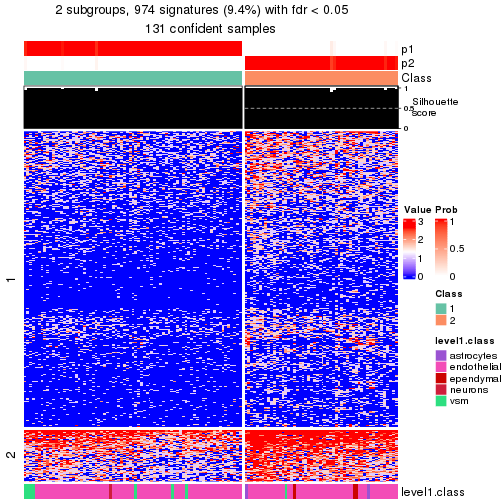 2 subgroups, 974 signatures (9.4%) with fdr < 0.05
131 confident samples
p1
p2
Class
1
0.5
0
Silhouette
score
1
2
Value
3
2
1
0
Prob
1
0.5
0
Class
1
2
level1.class
astrocytes
endothelial
ependymal
neurons
vsm
level1.class